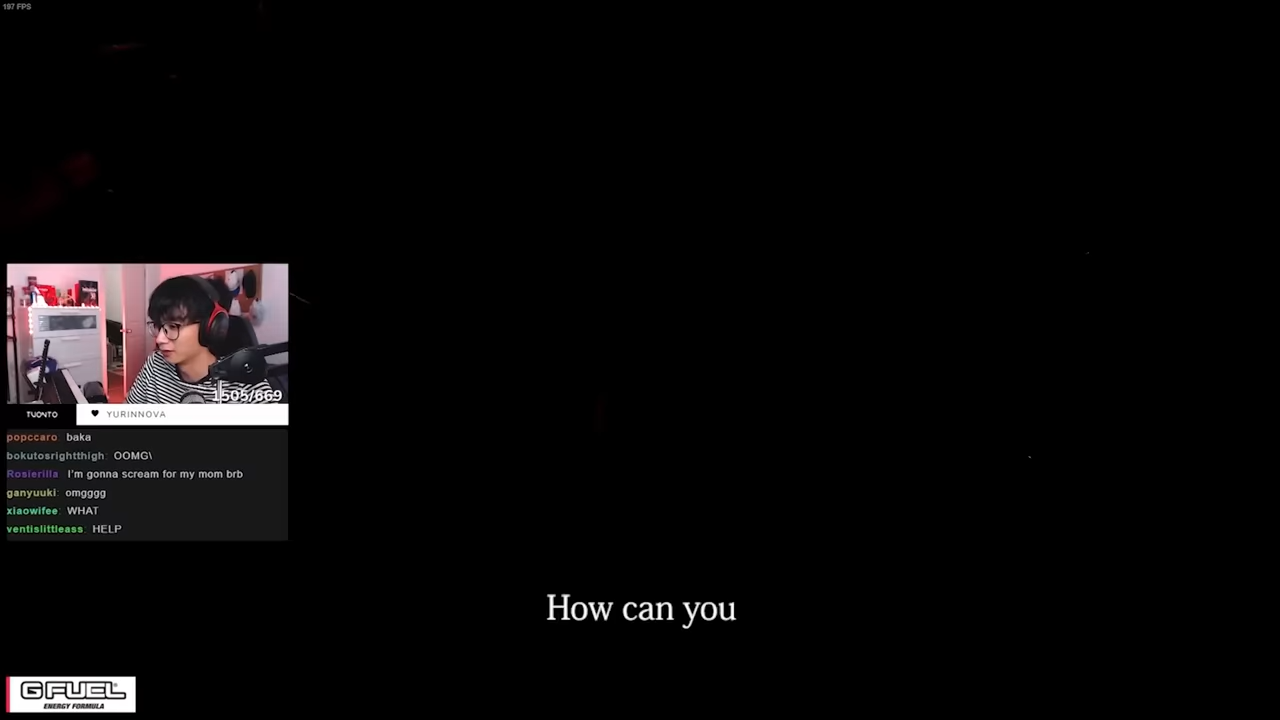 197 FPS
1505/669
TUONTO
YURINNOVA
popccaro: baka
bokutosrightthigh: OOMG\
Rosierilla: I'm gonna scream for my mom brb
ganyuuki: omgggg
xiaowifee: WHAT
ventislittleass: HELP
How can you
G FUEL
ENERGY FORMULA